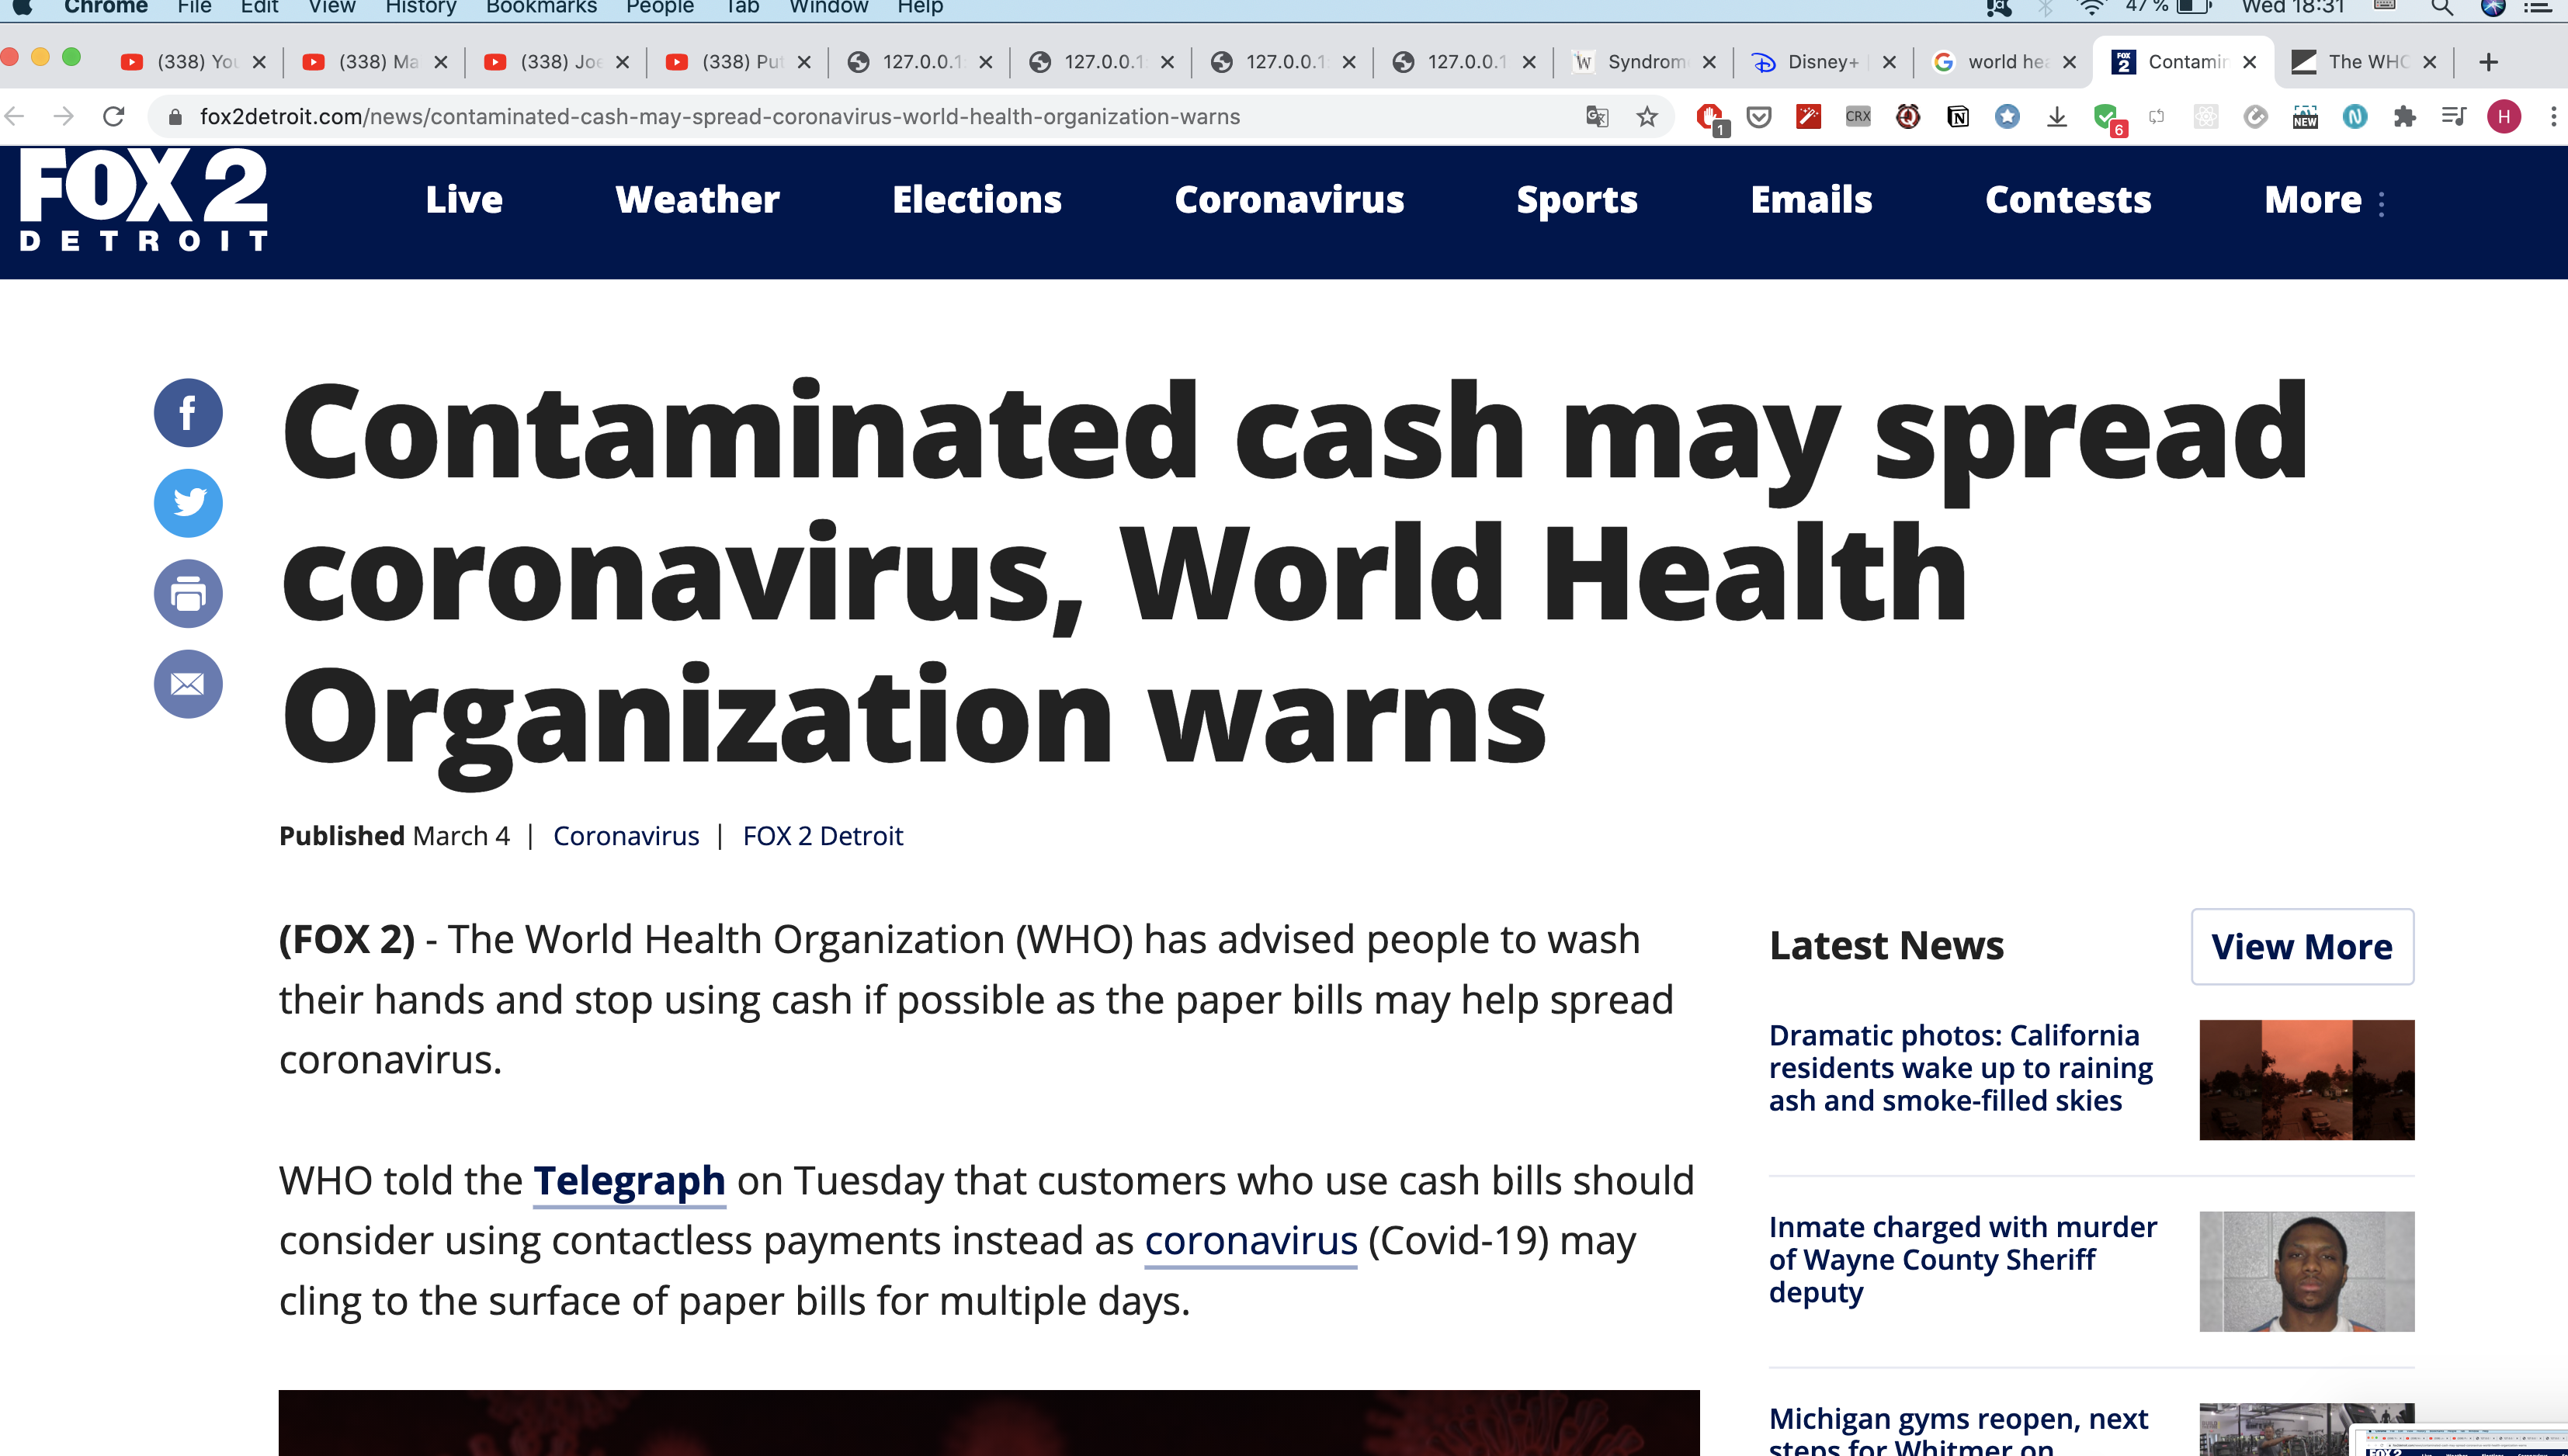 Chrome File Edit View History Bookmarks People Tab Window Help 47 % Wed 18:31
(338) You (338) Ma (338) Joe (338) Pu 127.0.0.1 127.0.0.1 127.0.0.1 127.0.0.1 Syndrom Disney+ world hea Contamin The WHO
fox2detroit.com/news/contaminated-cash-may-spread-coronavirus-world-health-organization-warns 1 CRX NEW 6 H
FOX 2
DETROIT
Live Weather Elections Coronavirus Sports Emails Contests More
Contaminated cash may spread
coronavirus, World Health
Organization warns
Published March 4 | Coronavirus | FOX 2 Detroit
(FOX 2) - The World Health Organization (WHO) has advised people to wash
their hands and stop using cash if possible as the paper bills may help spread
coronavirus.
WHO told the Telegraph on Tuesday that customers who use cash bills should
consider using contactless payments instead as coronavirus (Covid-19) may
cling to the surface of paper bills for multiple days.
Latest News
View More
Dramatic photos: California
residents wake up to raining
ash and smoke-filled skies
Inmate charged with murder
of Wayne County Sheriff
deputy
Michigan gyms reopen, next
steps for Whitmer on